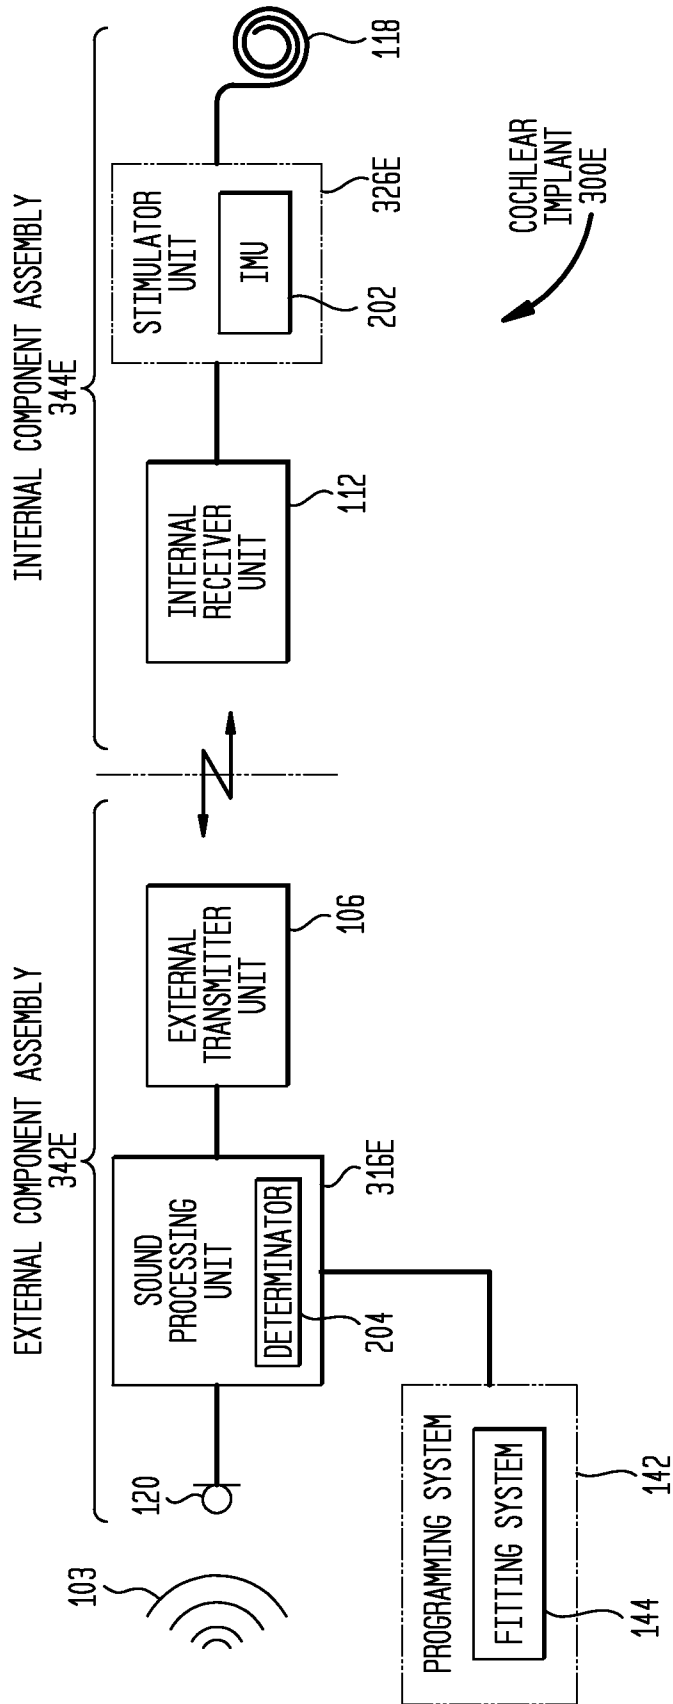 EXTERNAL COMPONENT ASSEMBLY
342E
INTERNAL COMPONENT ASSEMBLY
344E
103
120
SOUND
PROCESSING
UNIT
DETERMINATOR
204
316E
EXTERNAL
TRANSMITTER
UNIT
106
INTERNAL
RECEIVER
UNIT
112
STIMULATOR
UNIT
IMU
202
326E
118
PROGRAMMING SYSTEM
FITTING SYSTEM
144
142
COCHLEAR
IMPLANT
300E